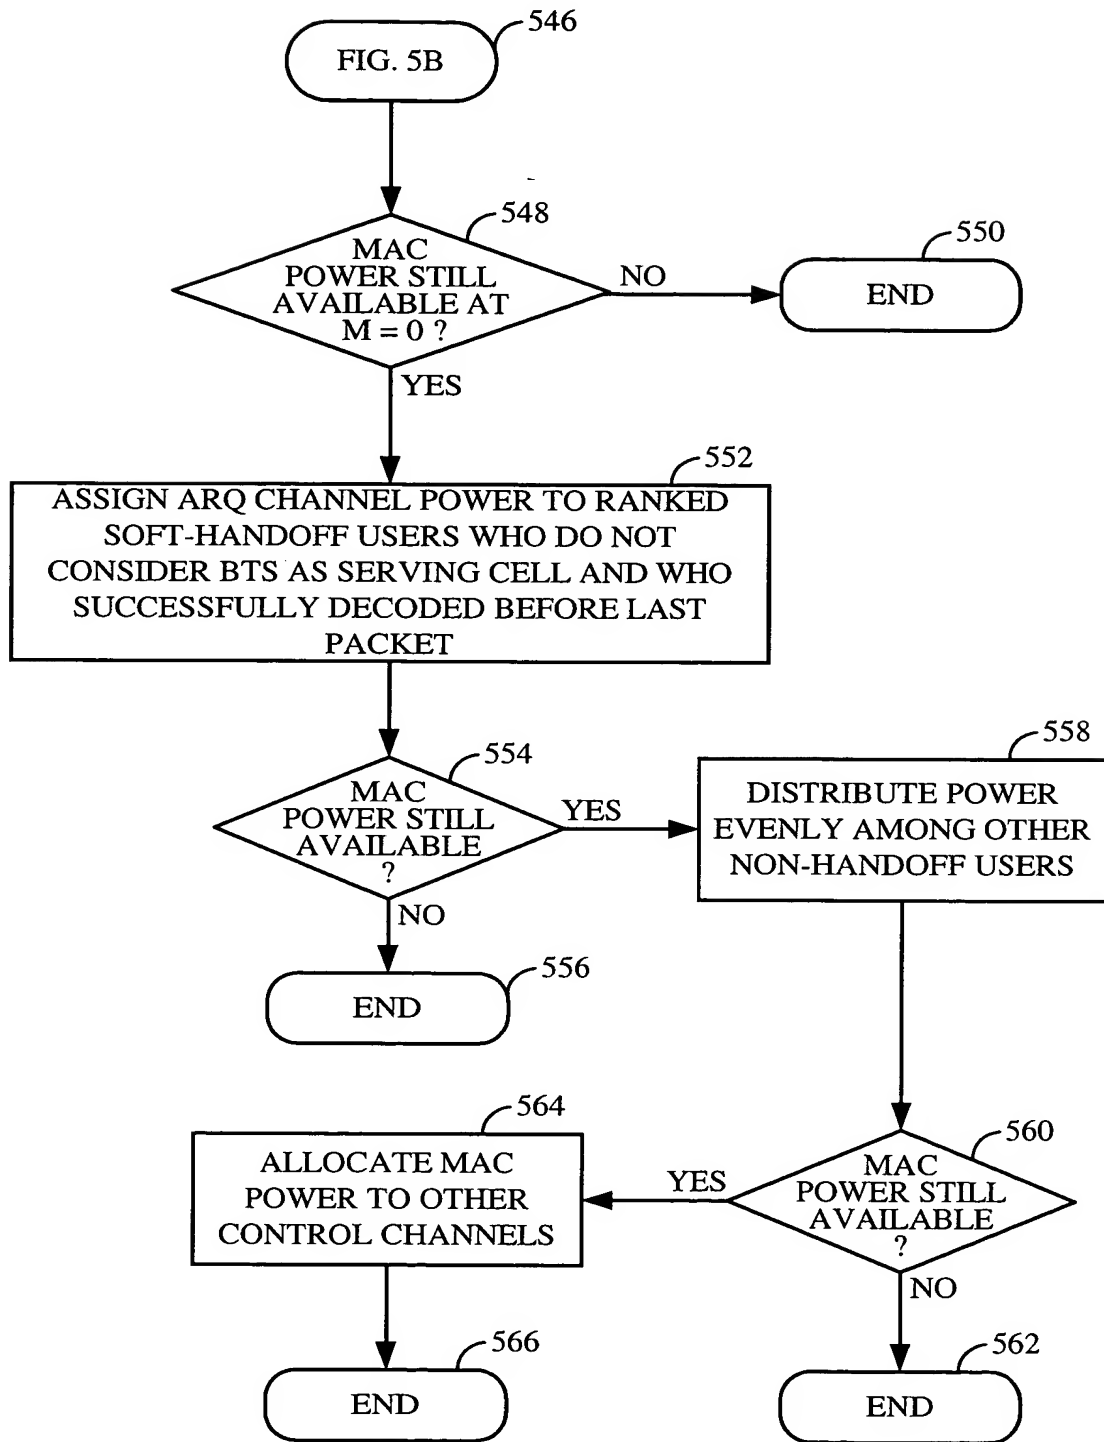 546
FIG. 5B
548
MAC
POWER STILL
AVAILABLE AT
M = 0 ?
NO
550
END
YES
552
ASSIGN ARQ CHANNEL POWER TO RANKED
SOFT-HANDOFF USERS WHO DO NOT
CONSIDER BTS AS SERVING CELL AND WHO
SUCCESSFULLY DECODED BEFORE LAST
PACKET
554
MAC
POWER STILL
AVAILABLE
?
YES
558
DISTRIBUTE POWER
EVENLY AMONG OTHER
NON-HANDOFF USERS
NO
556
END
564
ALLOCATE MAC
POWER TO OTHER
CONTROL CHANNELS
YES
560
MAC
POWER STILL
AVAILABLE
?
NO
566
END
562
END